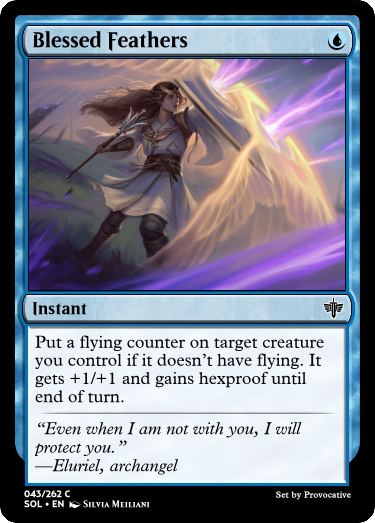 Blessed Feathers
Instant
Put a flying counter on target creature
you control if it doesn't have flying. It
gets +1/+1 and gains hexproof until
end of turn.
“Even when I am not with you, I will
protect you.”
—Eluriel, archangel
043/262 C
SOL • EN Silvia Meiliani
Set by Provocative